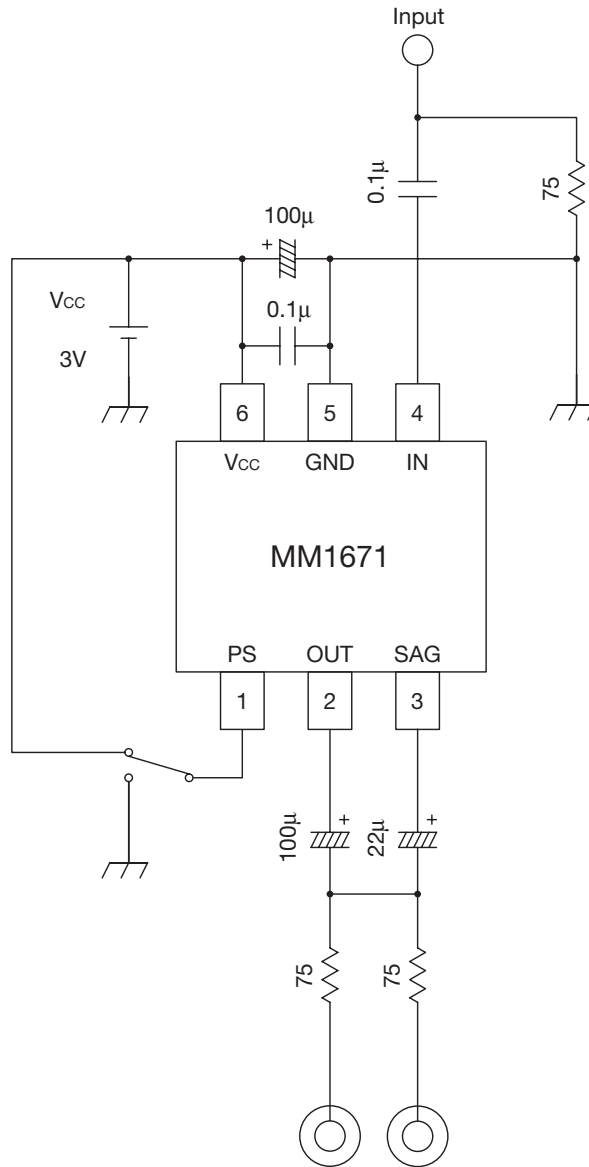 Input
0.1μ
75
100μ
+
VCC
0.1μ
3V
6
5
4
VCC
GND
IN
MM1671
PS
OUT
SAG
1
2
3
100μ
+
22μ
+
75
75